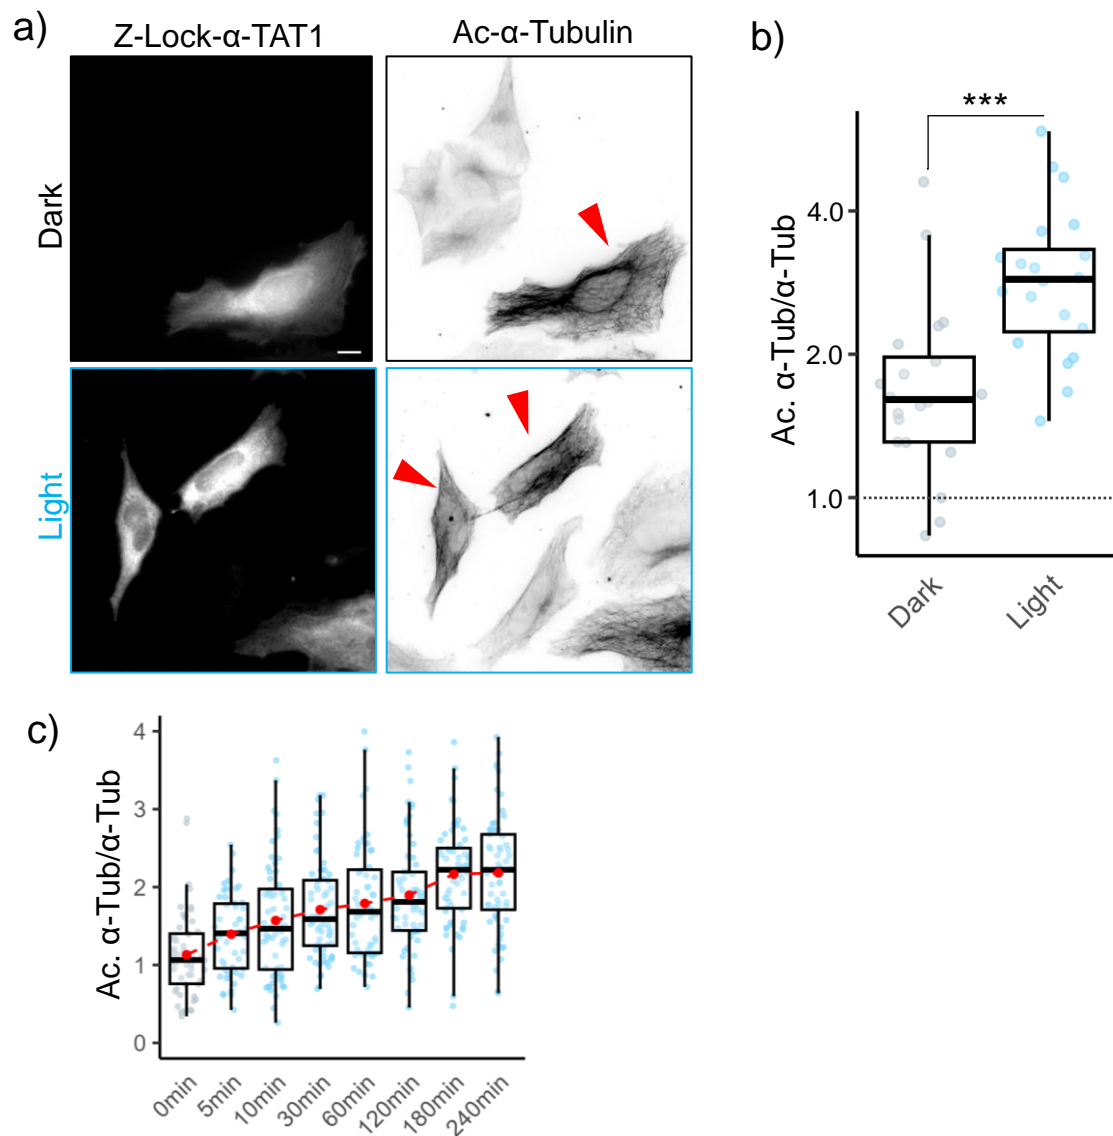 a)
Z-Lock-α-TAT1
Ac-α-Tubulin
Dark
Light
b)
***
Ac. α-Tub/α-Tub
4.0
2.0
1.0
Dark
Light
c)
Ac. α-Tub/α-Tub
4
3
2
1
0
0min
5min
10min
30min
60min
120min
180min
240min